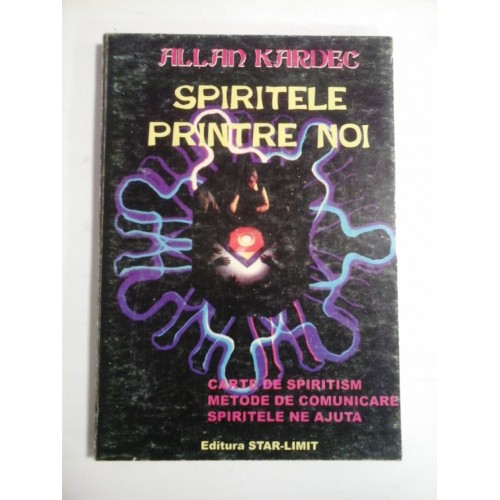 ALLAN KARDEC
SPIRITELE
PRINTRE NOI
CARTE DE SPIRITISM
METODE DE COMUNICARE
SPIRITELE NE AJUTA
Editura STAR-LIMIT